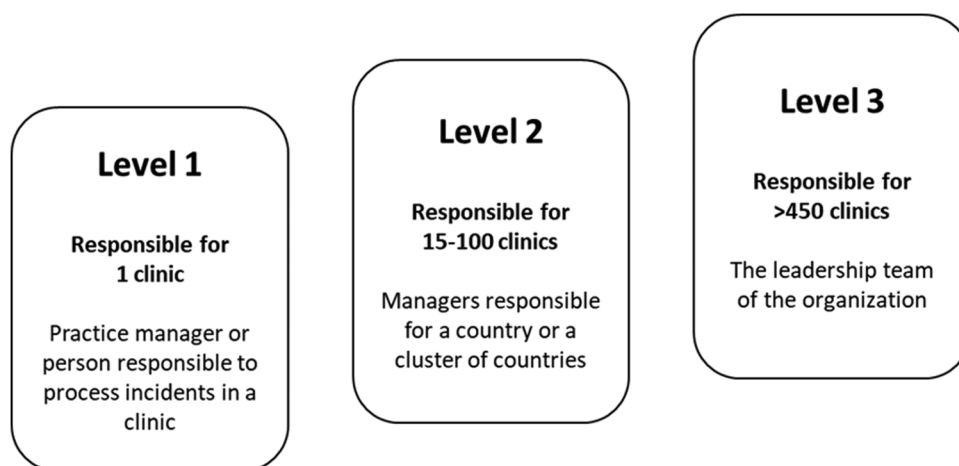 Level 1
Responsible for
1 clinic
Practice manager or
person responsible to
process incidents in a
clinic
Level 2
Responsible for
15-100 clinics
Managers responsible
for a country or a
cluster of countries
Level 3
Responsible for
>450 clinics
The leadership team
of the organization